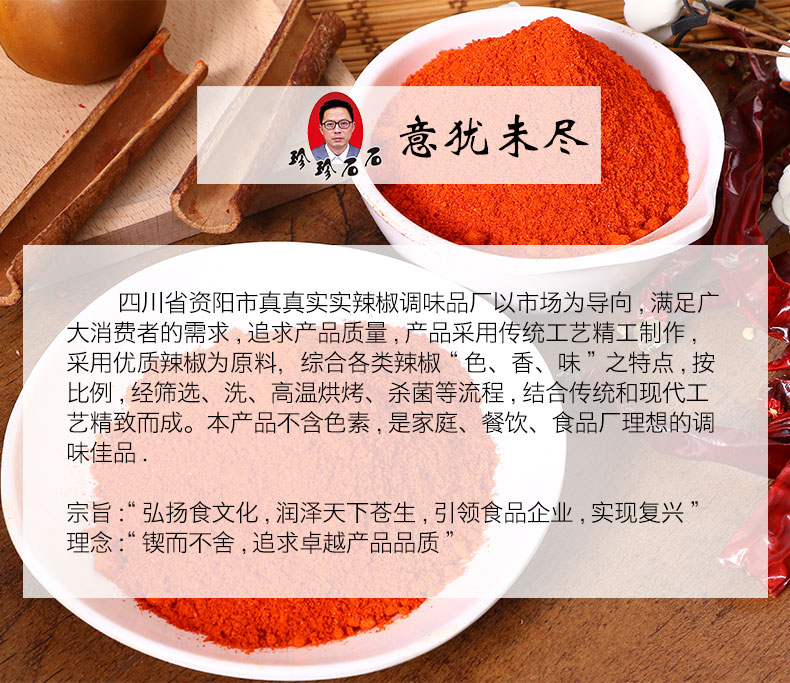 珍珍石石
意犹未尽
四川省资阳市真真实实辣椒调味品厂以市场为导向,满足广
大消费者的需求,追求产品质量,产品采用传统工艺精工制作,
采用优质辣椒为原料, 综合各类辣椒“色、香、味”之特点,按
比例,经筛选、洗、高温烘烤、杀菌等流程,结合传统和现代工
艺精致而成。本产品不含色素,是家庭、餐饮、食品厂理想的调
味佳品.
宗旨:“弘扬食文化,润泽天下苍生,引领食品企业,实现复兴”
理念:“锲而不舍,追求卓越产品品质”